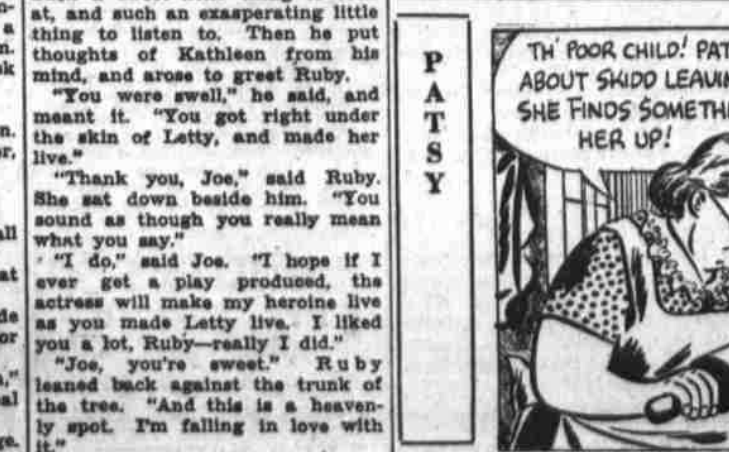 at, and such an exasperating little
thing to listen to. Then he put
thoughts of Kathleen from his
mind, and arose to greet Ruby.
"You were swell," he said, and
meant it. "You got right under
the skin of Letty, and made her
live."
"Thank you, Joe," said Ruby.
She sat down beside him. "You
sound as though you really mean
what you say."
"I do," said Joe. "I hope if I
ever get a play produced, the
actress will make my heroine live
as you made Letty live. I liked
you a lot, Ruby—really I did."
"Joe, you're sweet." Ruby
leaned back against the trunk of
the tree. "And this is a heaven-
ly spot. I'm falling in love with
it."
PATSY
TH' POOR CHILD! PAT
ABOUT SKIDD LEAVIN
SHE FINDS SOMETHI
HER UP!